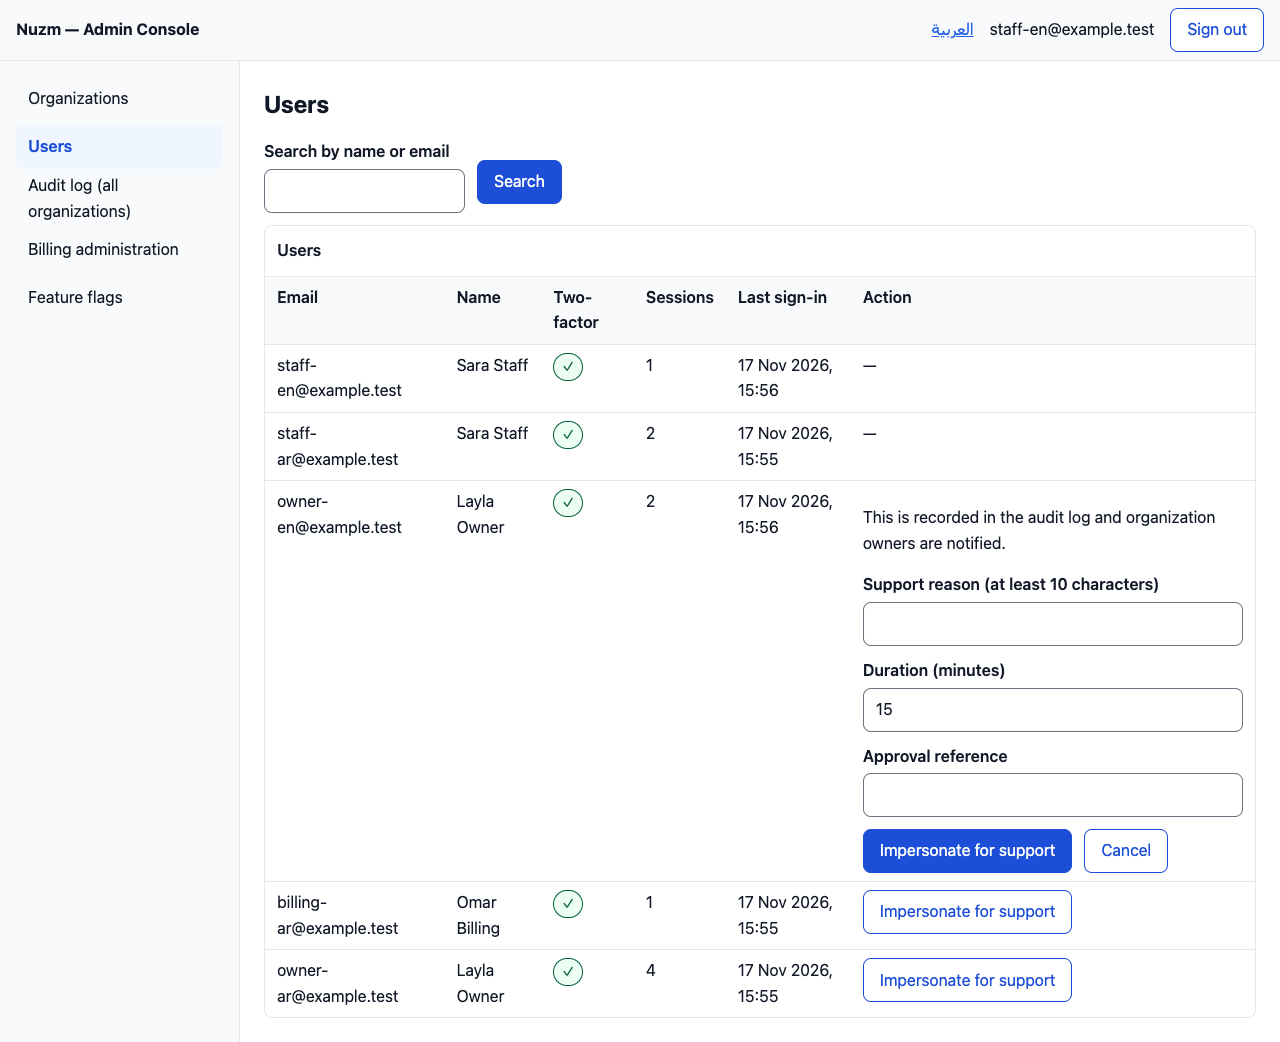 Nuzm — Admin Console
العربية
staff-en@example.test
Sign out
Organizations
Users
Audit log (all
organizations)
Billing administration
Feature flags
Users
Search by name or email
Search
Users
Email Name Two-factor Sessions Last sign-in Action
staff-en@example.test Sara Staff ✓ 1 17 Nov 2026, 15:56 —
staff-ar@example.test Sara Staff ✓ 2 17 Nov 2026, 15:55 —
owner-en@example.test Layla Owner ✓ 2 17 Nov 2026, 15:56
This is recorded in the audit log and organization
owners are notified.
Support reason (at least 10 characters)
Duration (minutes)
15
Approval reference
Impersonate for support
Cancel
billing-ar@example.test Omar Billing ✓ 1 17 Nov 2026, 15:55 Impersonate for support
owner-ar@example.test Layla Owner ✓ 4 17 Nov 2026, 15:55 Impersonate for support